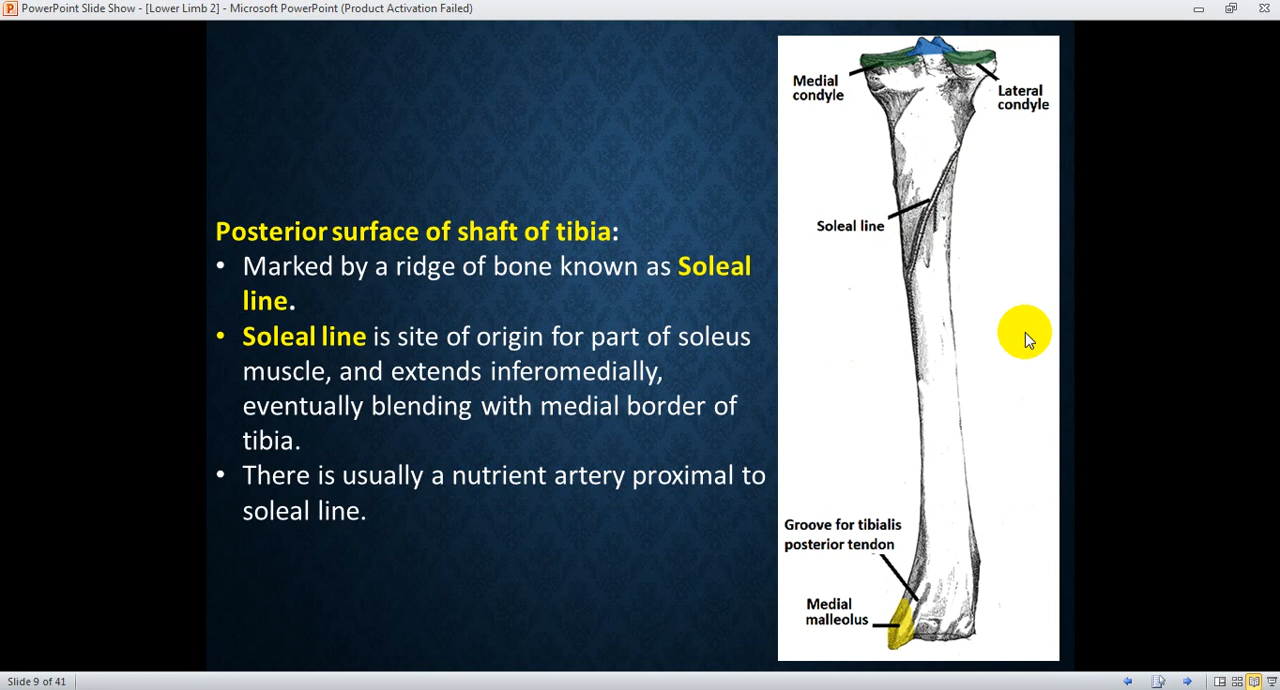 PowerPoint Slide Show - [Lower Limb 2] - Microsoft PowerPoint (Product Activation Failed)
Posterior surface of shaft of tibia:
• Marked by a ridge of bone known as Soleal
line.
• Soleal line is site of origin for part of soleus
muscle, and extends inferomedially,
eventually blending with medial border of
tibia.
• There is usually a nutrient artery proximal to
soleal line.
Medial
condyle
Lateral
condyle
Soleal line
Groove for tibialis
posterior tendon
Medial
malleolus
Slide 9 of 41